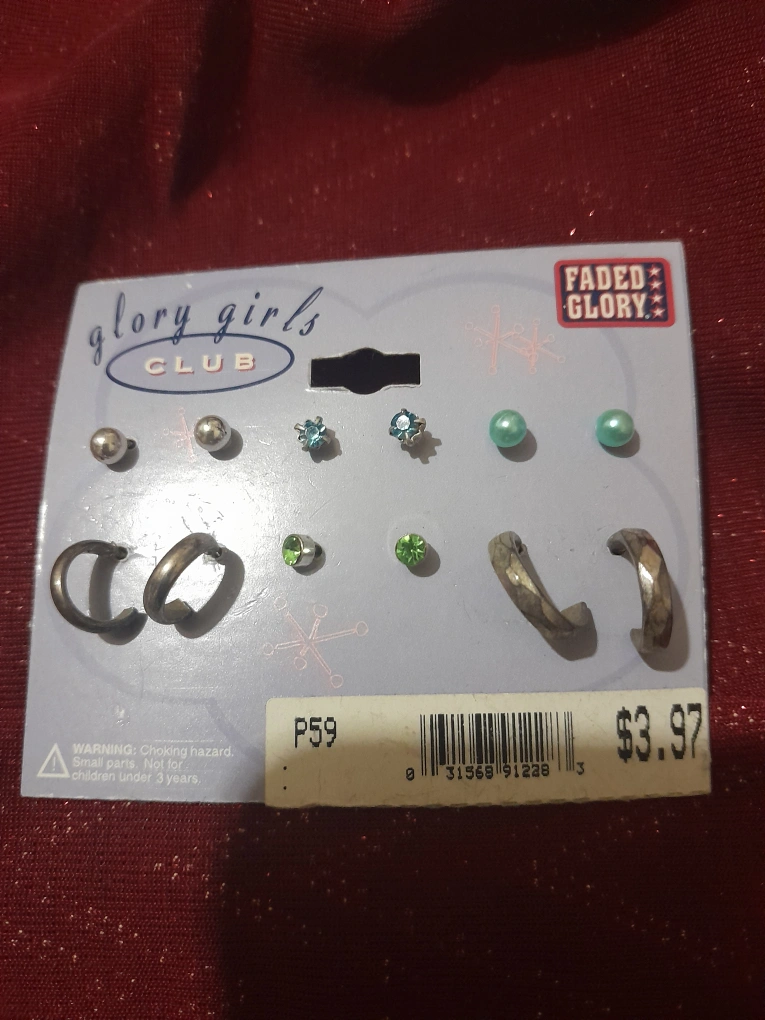 glory girls
CLUB
FADED
GLORY.
WARNING: Choking hazard.
Small parts. Not for
children under 3 years.
P59
$3.97
:
0 31568 91228 3